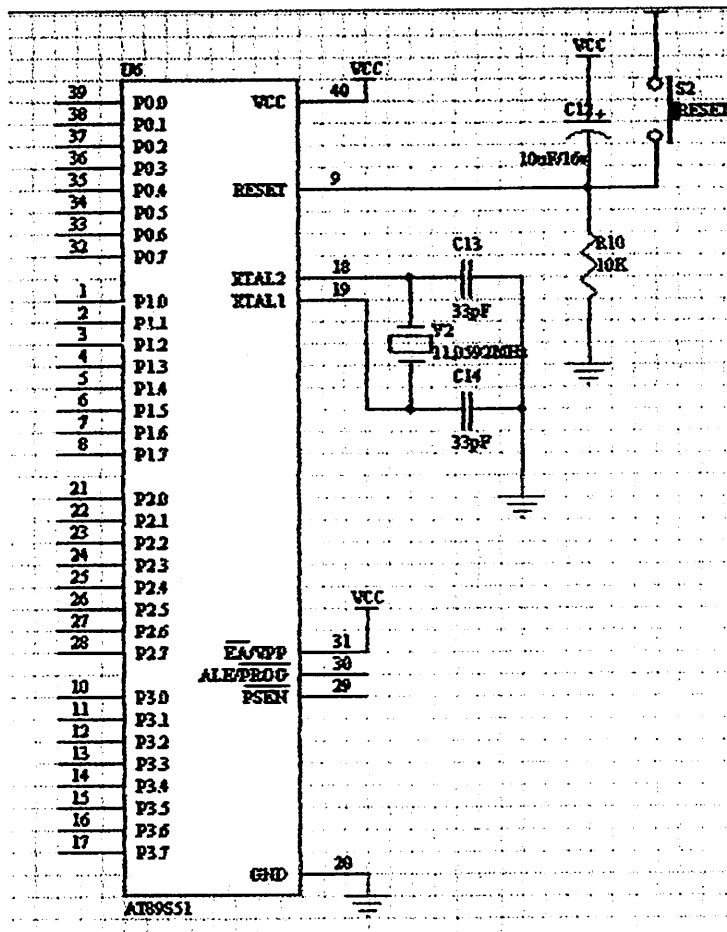 U6
VCC
VCC
39 P0.0
38 P0.1
37 P0.2
36 P0.3
35 P0.4
34 P0.5
33 P0.6
32 P0.7
1 P1.0
2 P1.1
3 P1.2
4 P1.3
5 P1.4
6 P1.5
7 P1.6
8 P1.7
21 P2.0
22 P2.1
23 P2.2
24 P2.3
25 P2.4
26 P2.5
27 P2.6
28 P2.7
10 P3.0
11 P3.1
12 P3.2
13 P3.3
14 P3.4
15 P3.5
16 P3.6
17 P3.7
VCC 40
RESET 9
XTAL2 18
XTAL1 19
EA/VPP 31
ALE/PROG 30
PSEN 29
GND 20
AT89S51
S2
RESET
10uF/16v
R10
10K
C13
33pF
Y2
11.0592MHz
C14
33pF
VCC